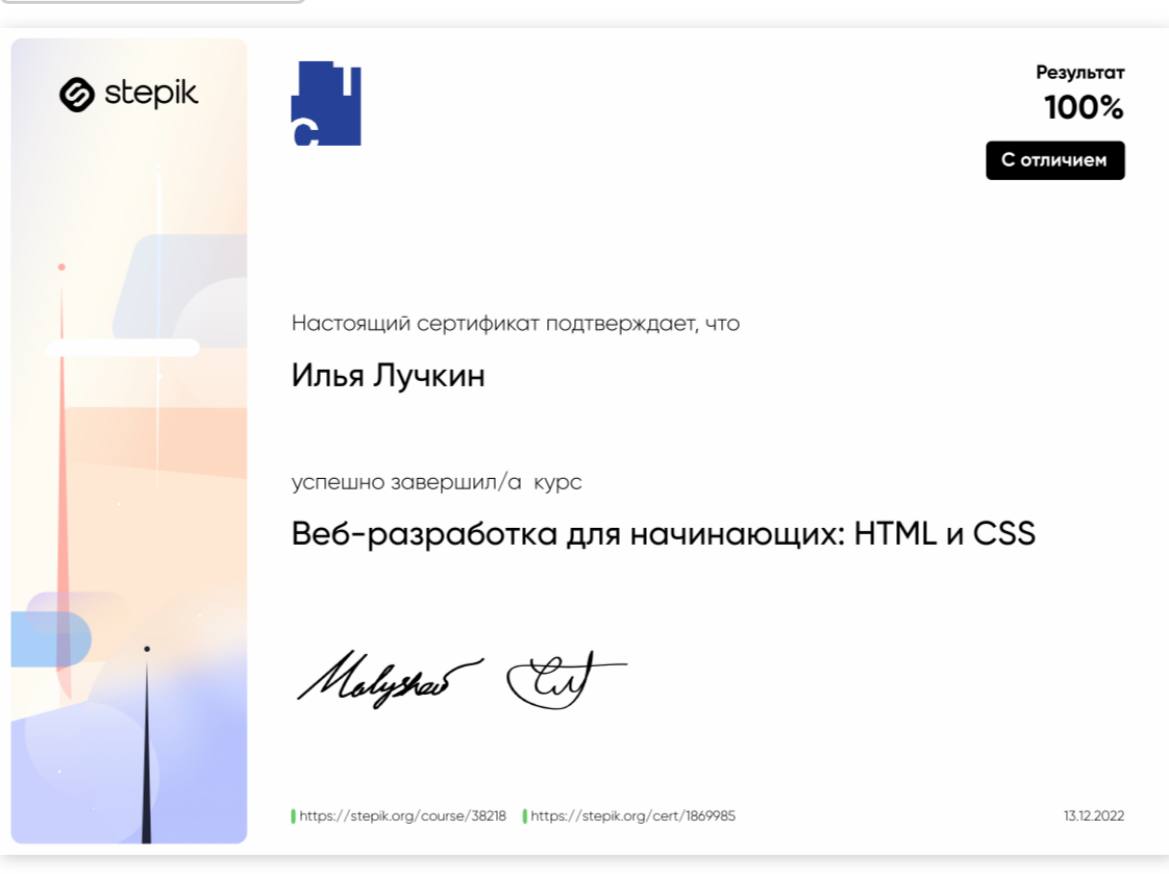 stepik
Результат
100%
С отличием
Настоящий сертификат подтверждает, что
Илья Лучкин
успешно завершил/а курс
Веб-разработка для начинающих: HTML и CSS
Malyshev
https://stepik.org/course/38218 https://stepik.org/cert/1869985
13.12.2022